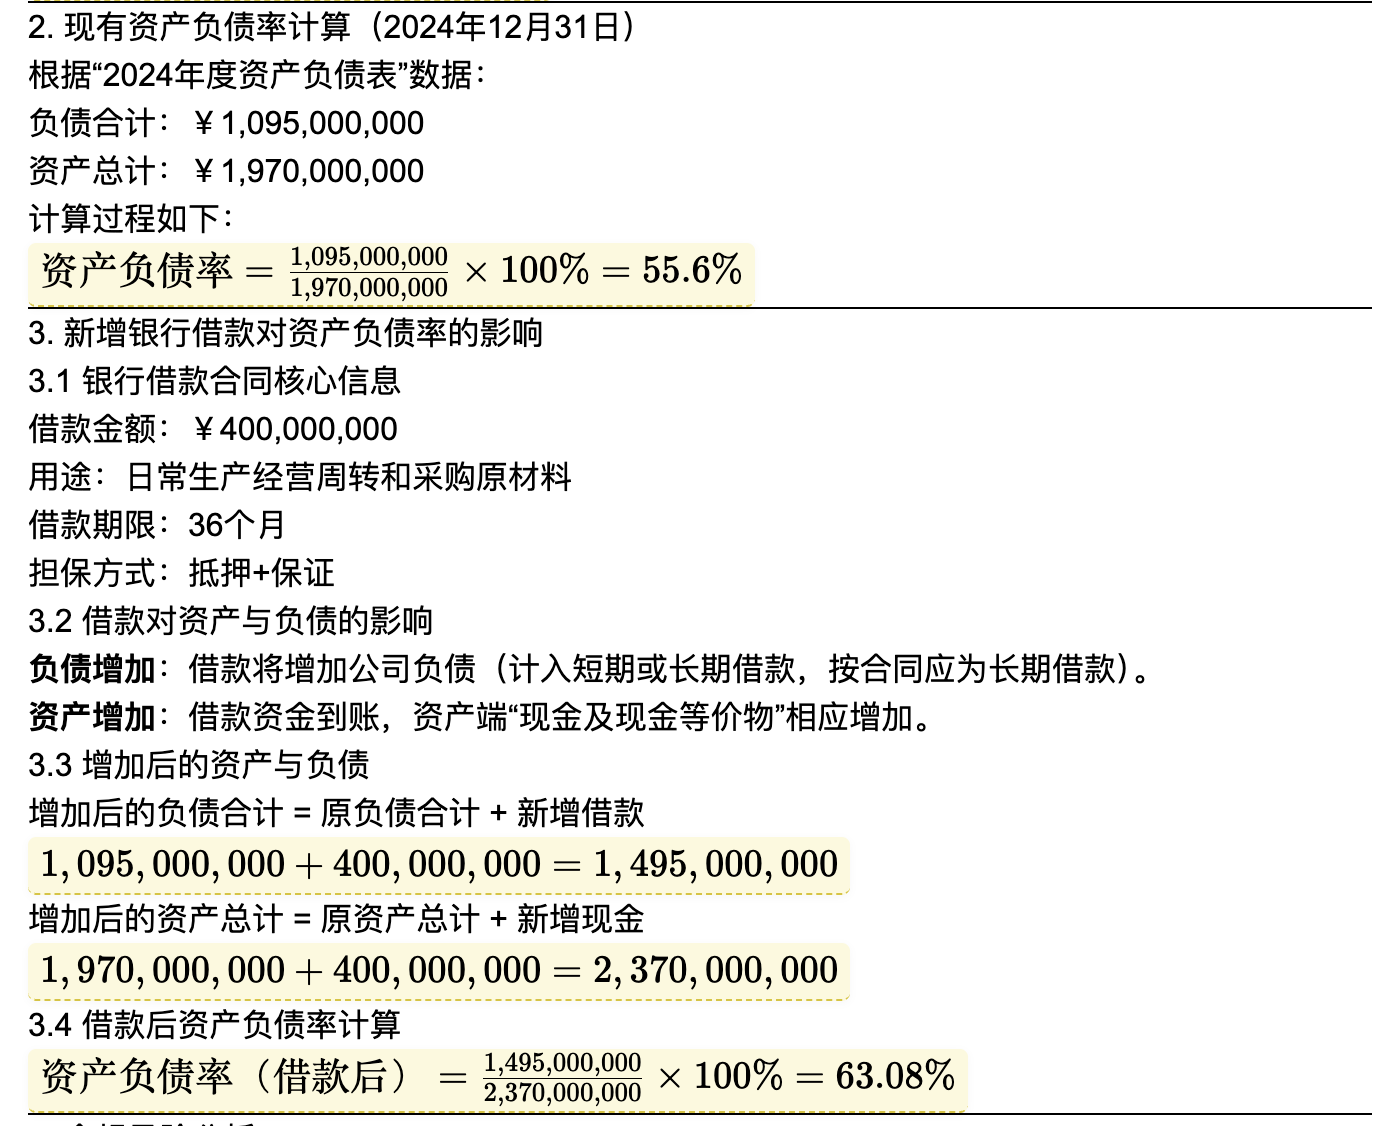 2. 现有资产负债率计算（2024年12月31日）
根据“2024年度资产负债表”数据：
负债合计：￥1,095,000,000
资产总计：￥1,970,000,000
计算过程如下：
资产负债率 = 1,095,000,000/1,970,000,000 × 100% = 55.6%
3. 新增银行借款对资产负债率的影响
3.1 银行借款合同核心信息
借款金额：￥400,000,000
用途：日常生产经营周转和采购原材料
借款期限：36个月
担保方式：抵押+保证
3.2 借款对资产与负债的影响
负债增加：借款将增加公司负债（计入短期或长期借款，按合同应为长期借款）。
资产增加：借款资金到账，资产端“现金及现金等价物”相应增加。
3.3 增加后的资产与负债
增加后的负债合计 = 原负债合计 + 新增借款
1,095,000,000 + 400,000,000 = 1,495,000,000
增加后的资产总计 = 原资产总计 + 新增现金
1,970,000,000 + 400,000,000 = 2,370,000,000
3.4 借款后资产负债率计算
资产负债率（借款后） = 1,495,000,000/2,370,000,000 × 100% = 63.08%